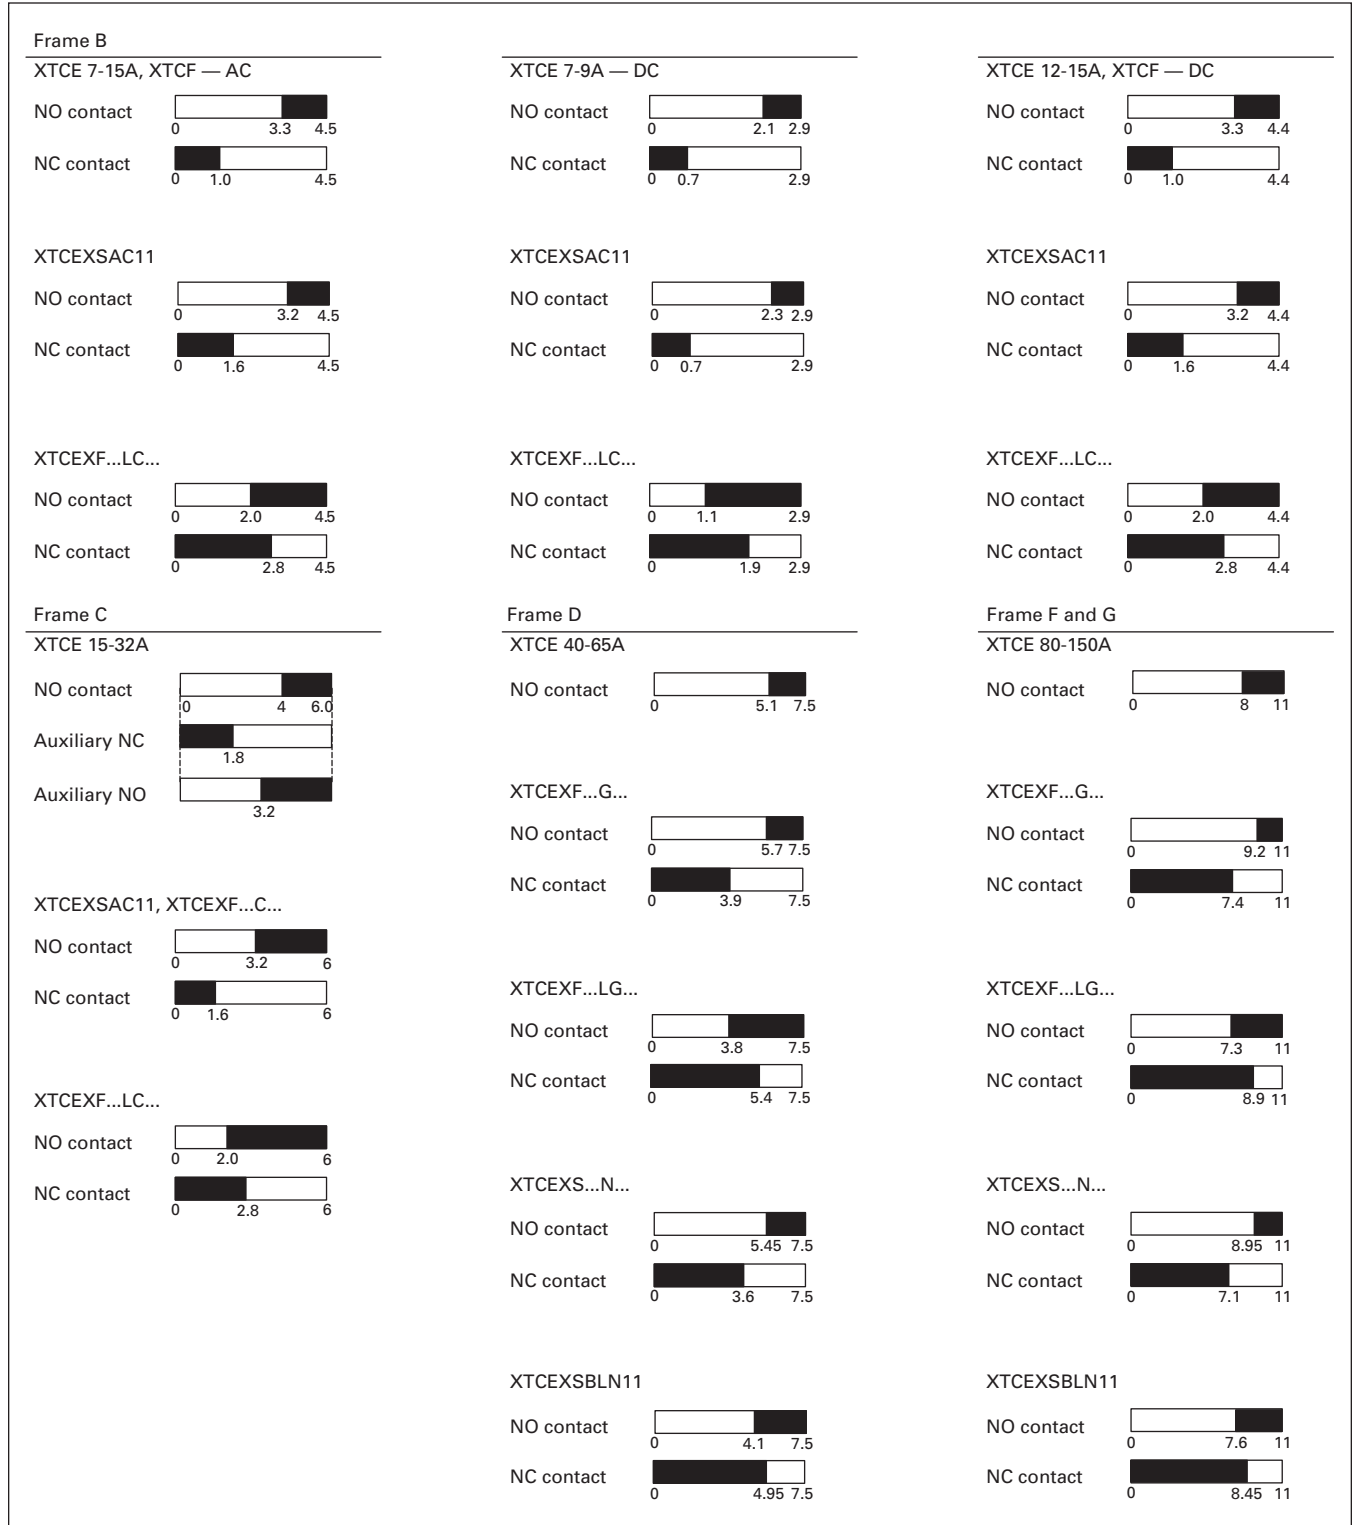 Frame B
XTCE 7-15A, XTCF — AC
NO contact
0 3.3 4.5
NC contact
0 1.0 4.5
XTCEXSAC11
NO contact
0 3.2 4.5
NC contact
0 1.6 4.5
XTCEXF...LC...
NO contact
0 2.0 4.5
NC contact
0 2.8 4.5
XTCE 7-9A — DC
NO contact
0 2.1 2.9
NC contact
0 0.7 2.9
XTCEXSAC11
NO contact
0 2.3 2.9
NC contact
0 0.7 2.9
XTCEXF...LC...
NO contact
0 1.1 2.9
NC contact
0 1.9 2.9
XTCE 12-15A, XTCF — DC
NO contact
0 3.3 4.4
NC contact
0 1.0 4.4
XTCEXSAC11
NO contact
0 3.2 4.4
NC contact
0 1.6 4.4
XTCEXF...LC...
NO contact
0 2.0 4.4
NC contact
0 2.8 4.4
Frame C
XTCE 15-32A
NO contact
0 4 6.0
Auxiliary NC
1.8
Auxiliary NO
3.2
XTCEXSAC11, XTCEXF...C...
NO contact
0 3.2 6
NC contact
0 1.6 6
XTCEXF...LC...
NO contact
0 2.0 6
NC contact
0 2.8 6
Frame D
XTCE 40-65A
NO contact
0 5.1 7.5
XTCEXF...G...
NO contact
0 5.7 7.5
NC contact
0 3.9 7.5
XTCEXF...LG...
NO contact
0 3.8 7.5
NC contact
0 5.4 7.5
XTCEXS...N...
NO contact
0 5.45 7.5
NC contact
0 3.6 7.5
XTCEXSBLN11
NO contact
0 4.1 7.5
NC contact
0 4.95 7.5
Frame F and G
XTCE 80-150A
NO contact
0 8 11
XTCEXF...G...
NO contact
0 9.2 11
NC contact
0 7.4 11
XTCEXF...LG...
NO contact
0 7.3 11
NC contact
0 8.9 11
XTCEXS...N...
NO contact
0 8.95 11
NC contact
0 7.1 11
XTCEXSBLN11
NO contact
0 7.6 11
NC contact
0 8.45 11